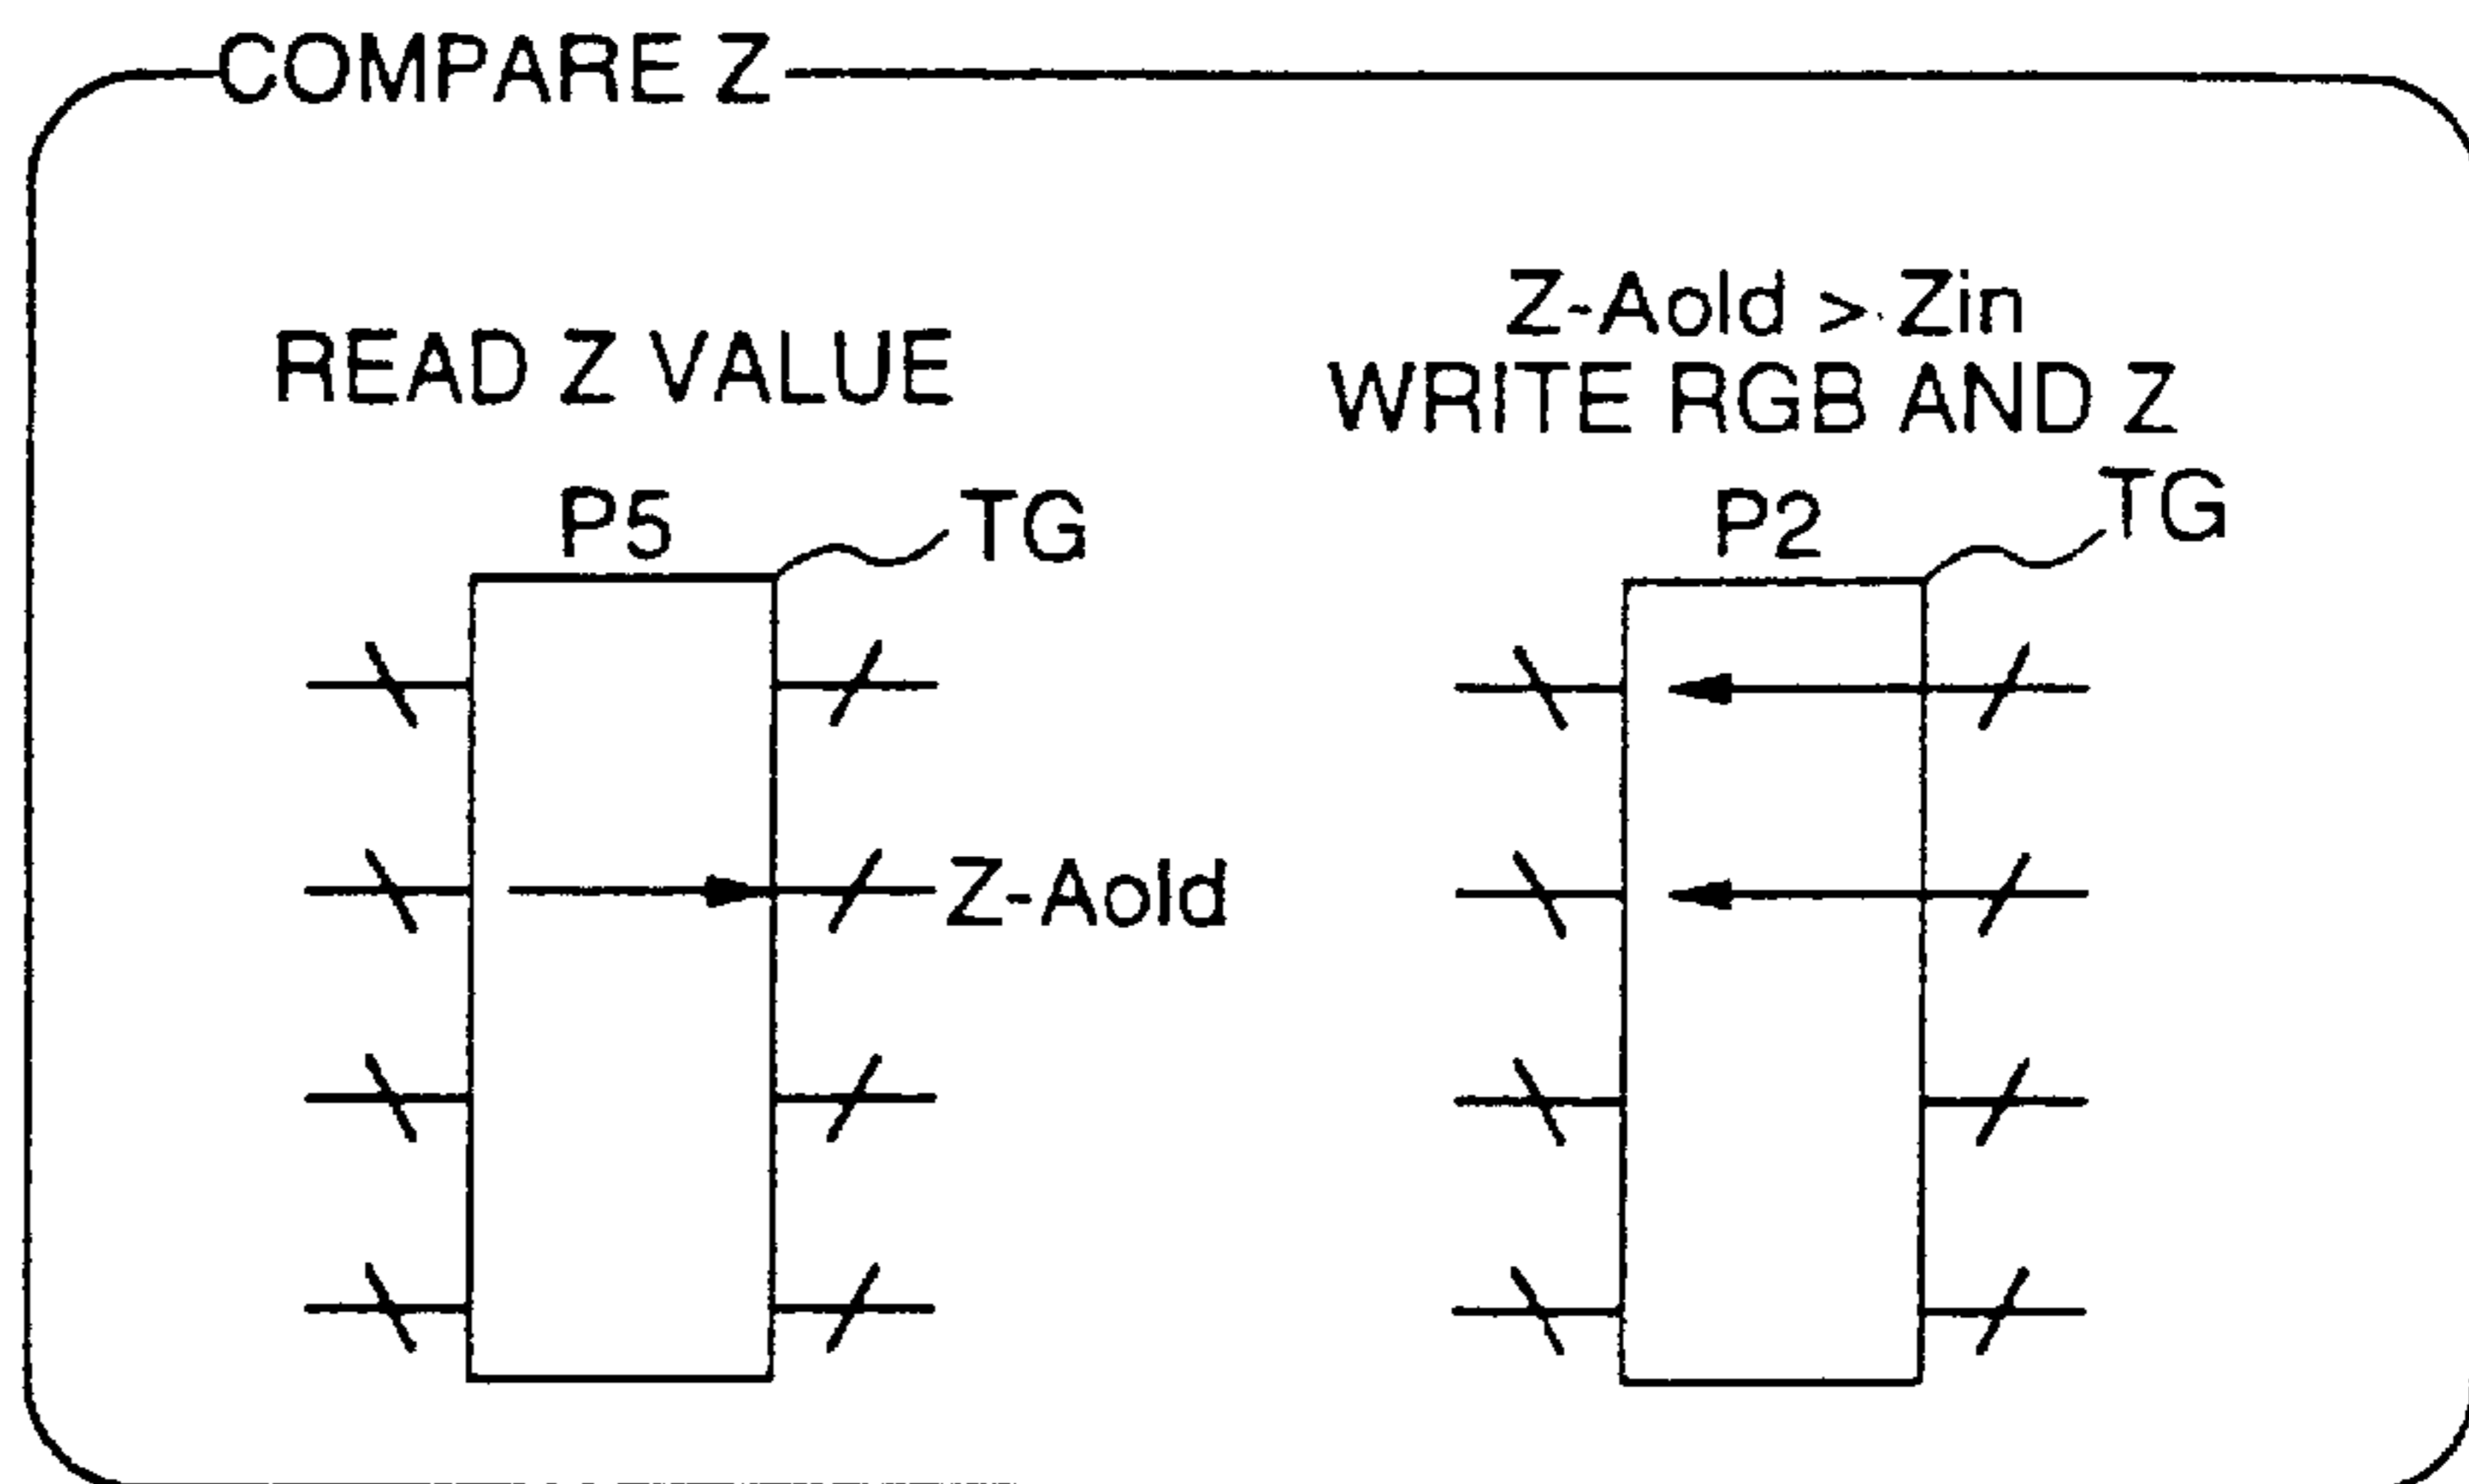 COMPARE Z
READ Z VALUE
P5
TG
Z-Aold
Z-Aold > Zin
WRITE RGB AND Z
P2
TG